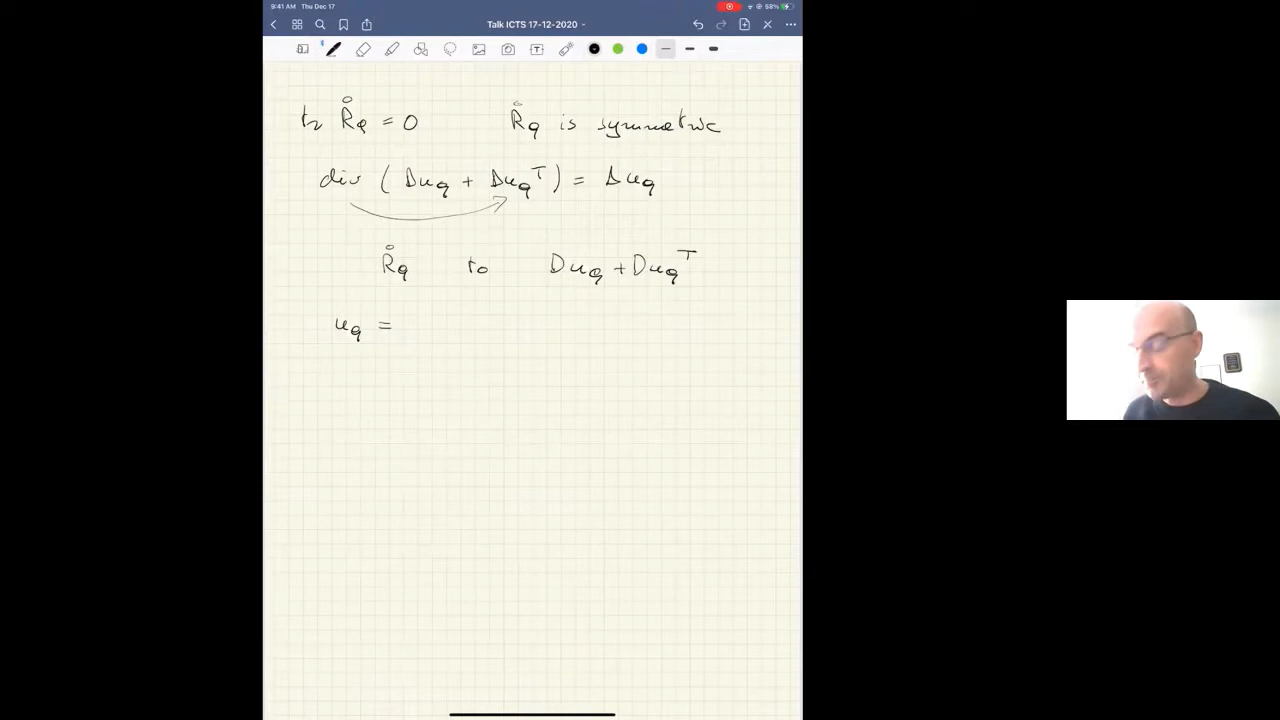 9:41 AM Thu Dec 17
58%
Talk ICTS 17-12-2020
tr R̊q = 0 R̊q is symmetric
div ( Duq + Duqᵀ ) = Δuq
R̊q to Duq + Duqᵀ
uq =